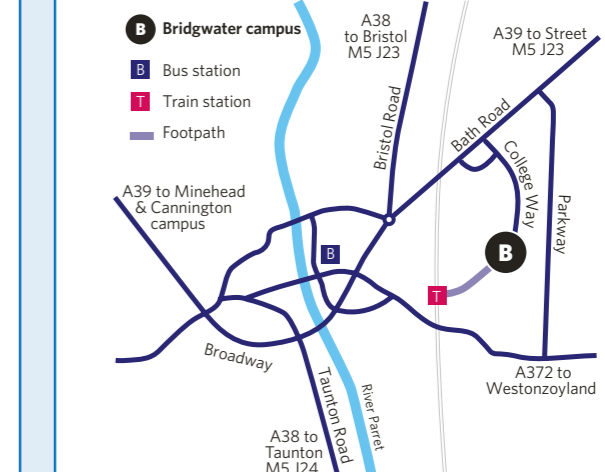 B Bridgwater campus
B Bus station
T Train station
Footpath
A38
to Bristol
M5 J23
A39 to Street
M5 J23
Bristol Road
Bath Road
College Way
Parkway
A39 to Minehead
& Cannington
campus
B
B
T
Broadway
Taunton Road
River Parret
A372 to
Westonzoyland
A38 to
Taunton
M5 J24